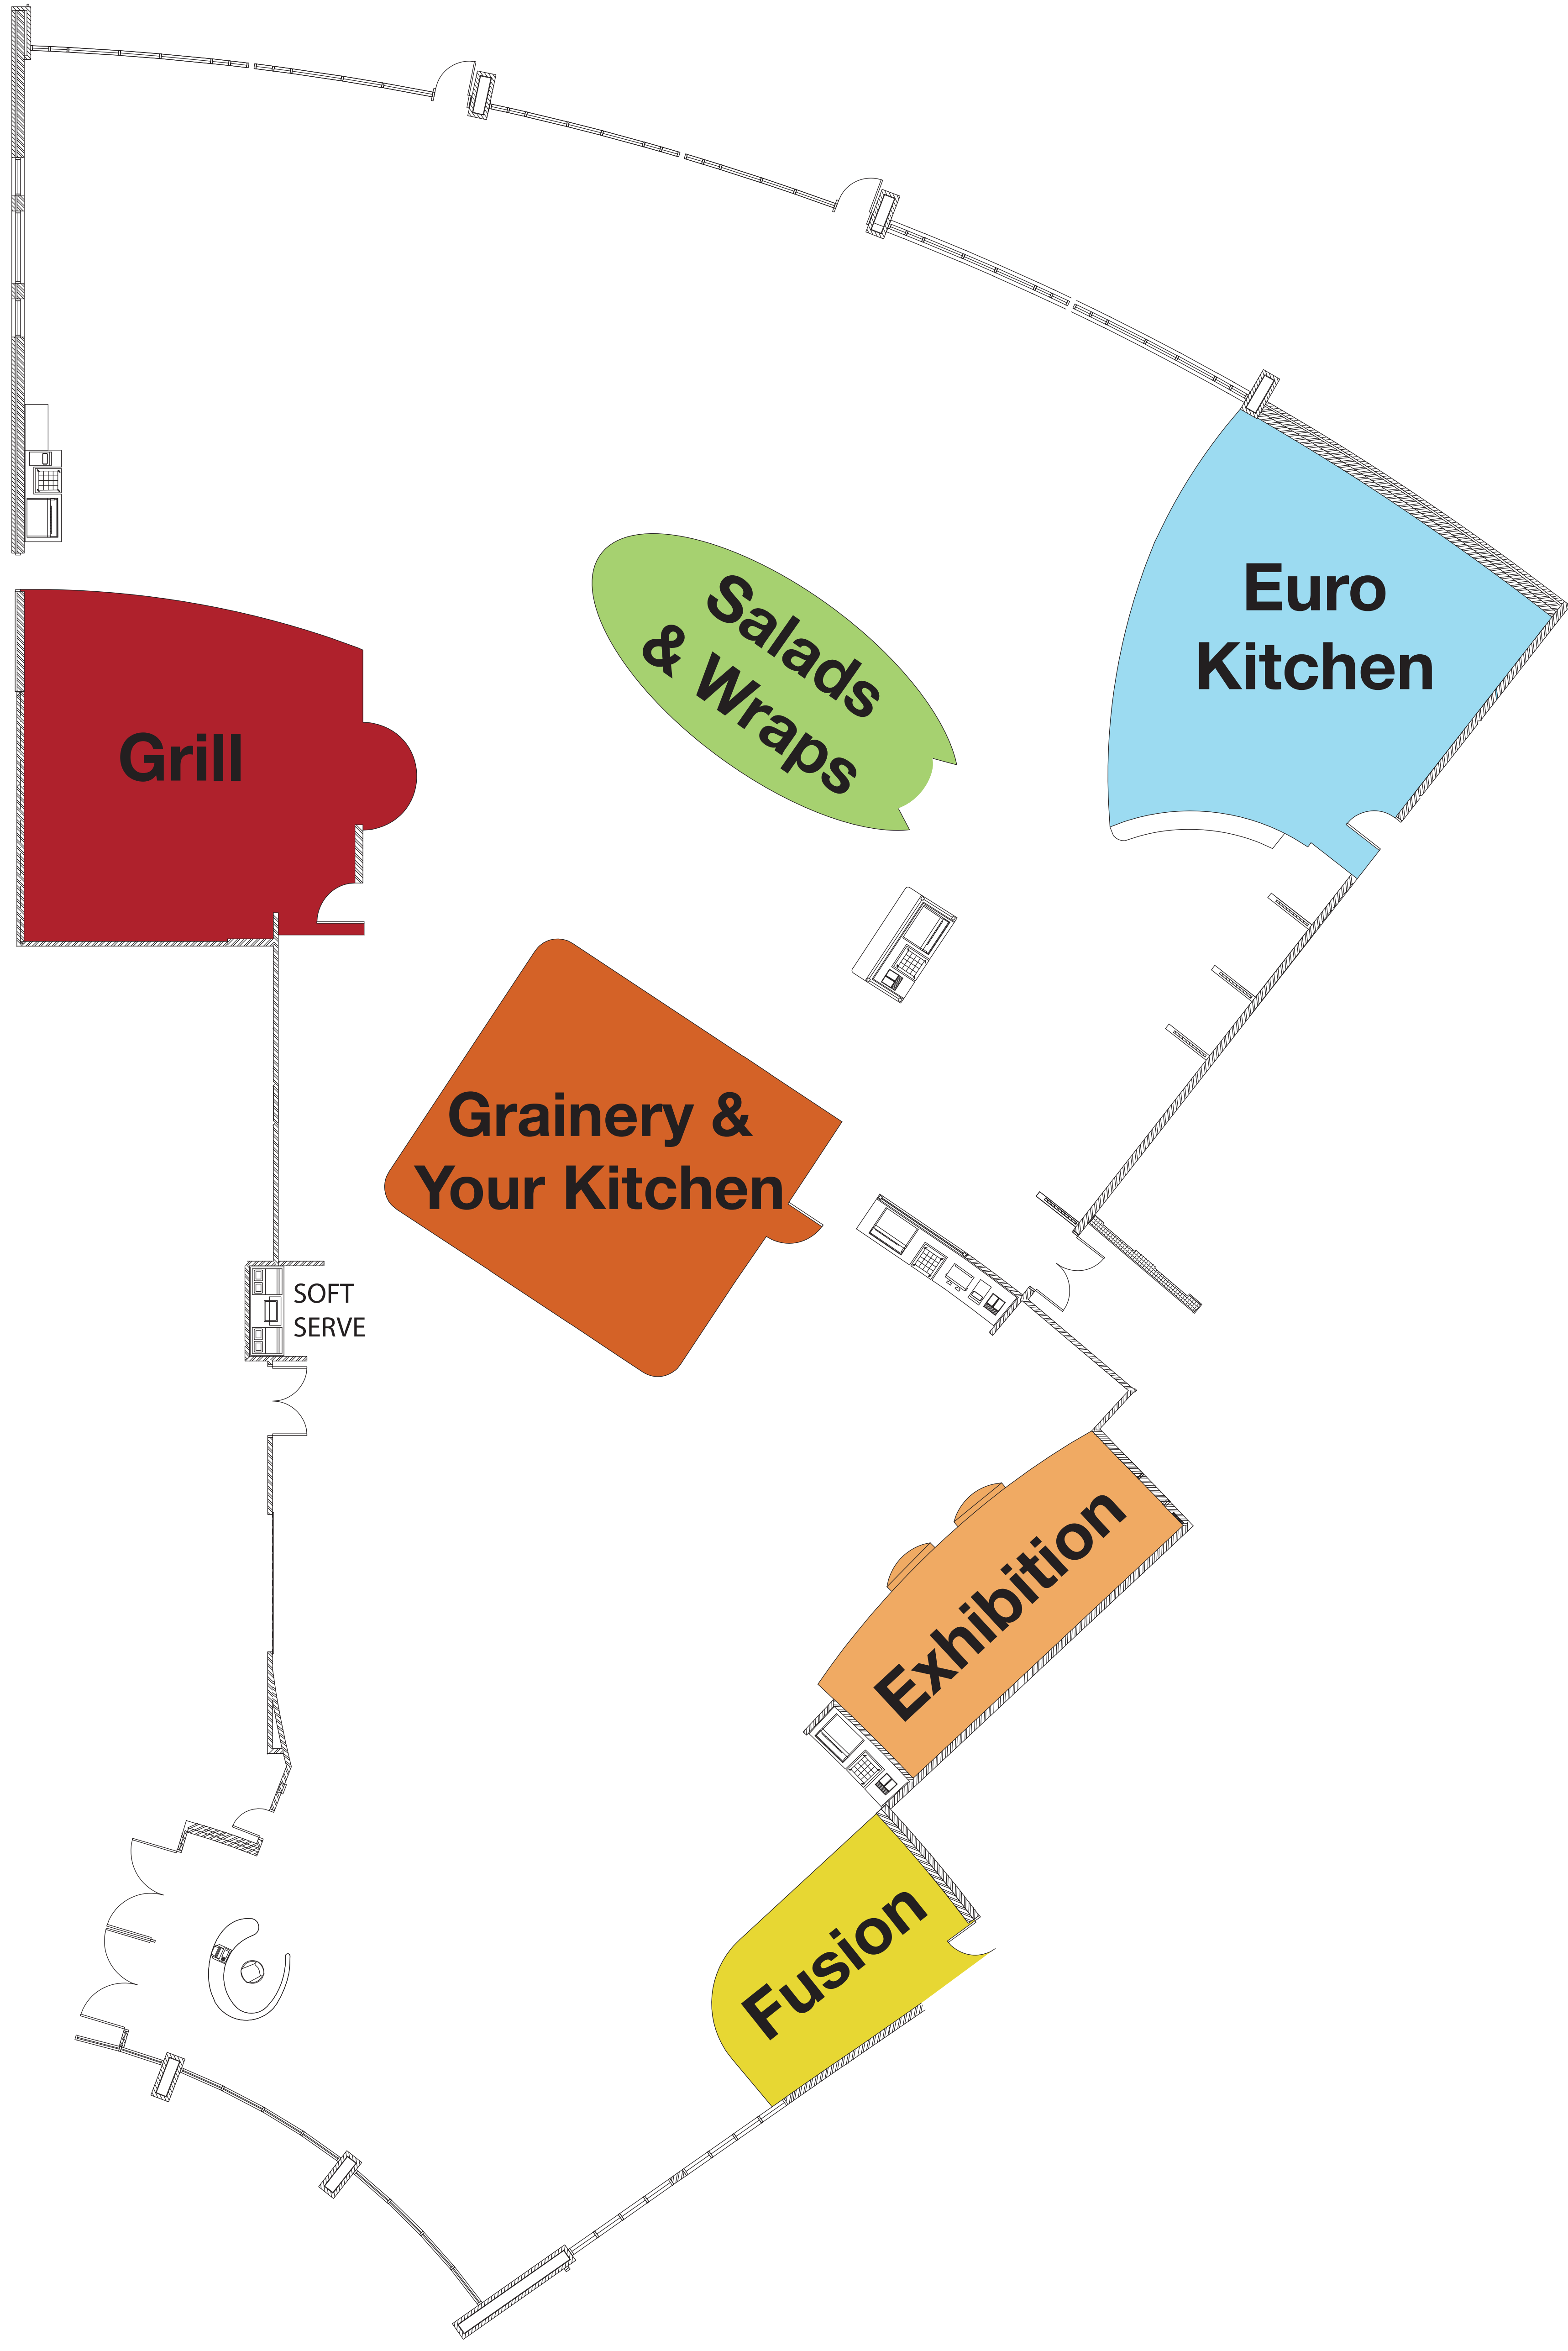 Euro
Kitchen
Salads
& Wraps
Grill
Grainery &
Your Kitchen
SOFT
SERVE
Exhibition
Fusion